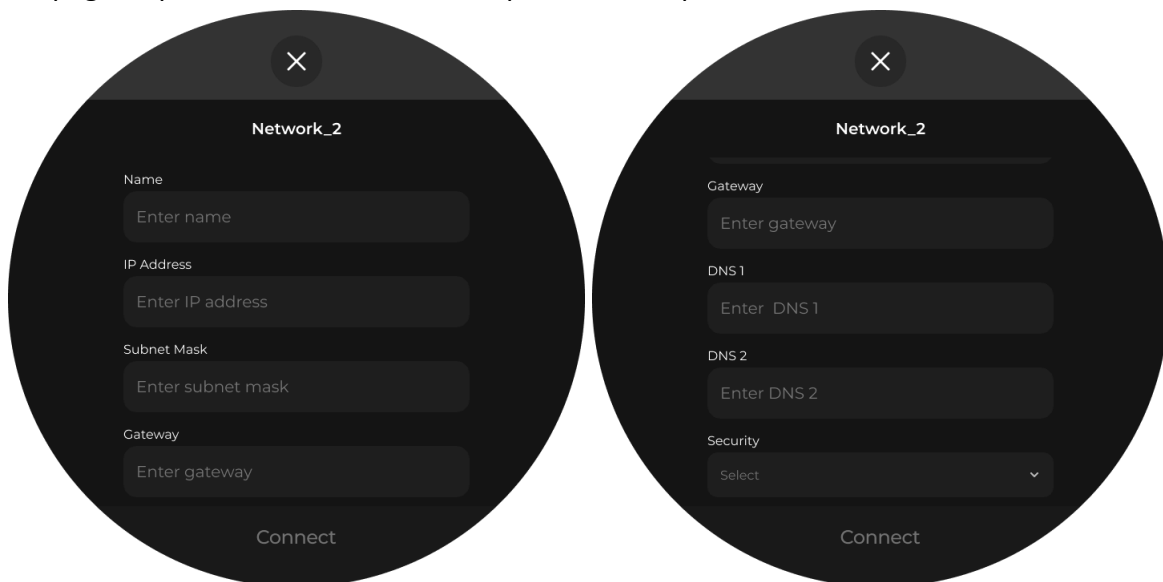 Network_2
Name
Enter name
IP Address
Enter IP address
Subnet Mask
Enter subnet mask
Gateway
Enter gateway
Connect
Network_2
Gateway
Enter gateway
DNS 1
Enter  DNS 1
DNS 2
Enter DNS 2
Security
Select
Connect